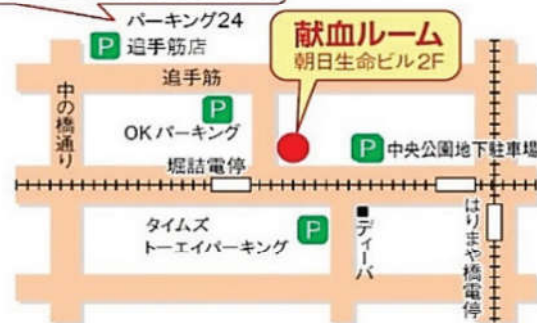 パーキング24
P 追手筋店
追手筋
献血ルーム
朝日生命ビル2F
中の橋通り
P
OKパーキング
P 中央公園地下駐車場
堀詰電停
タイムズ
トーエイパーキング
P
■ディーバ
はりまや橋電停